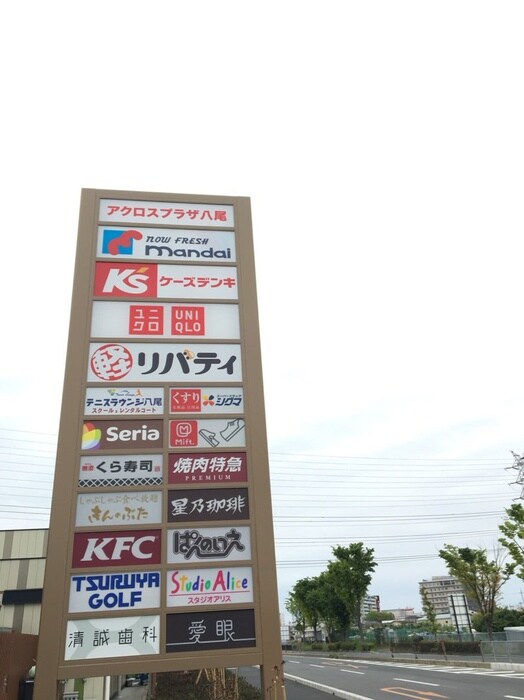 アクロスプラザ八尾
NOW FRESH
mandai
K's ケーズデンキ
ユニクロ UNIQLO
軽 リバティ
テニスラウンジ八尾
スクール&レンタルコート
くすり
シグマ
Seria
Mift
くら寿司
焼肉特急
PREMIUM
しゃぶしゃぶ食べ放題
きんのぶた
星乃珈琲
KFC
ぱんのいえ
TSURUYA
GOLF
Studio Alice
スタジオアリス
清誠歯科
愛眼